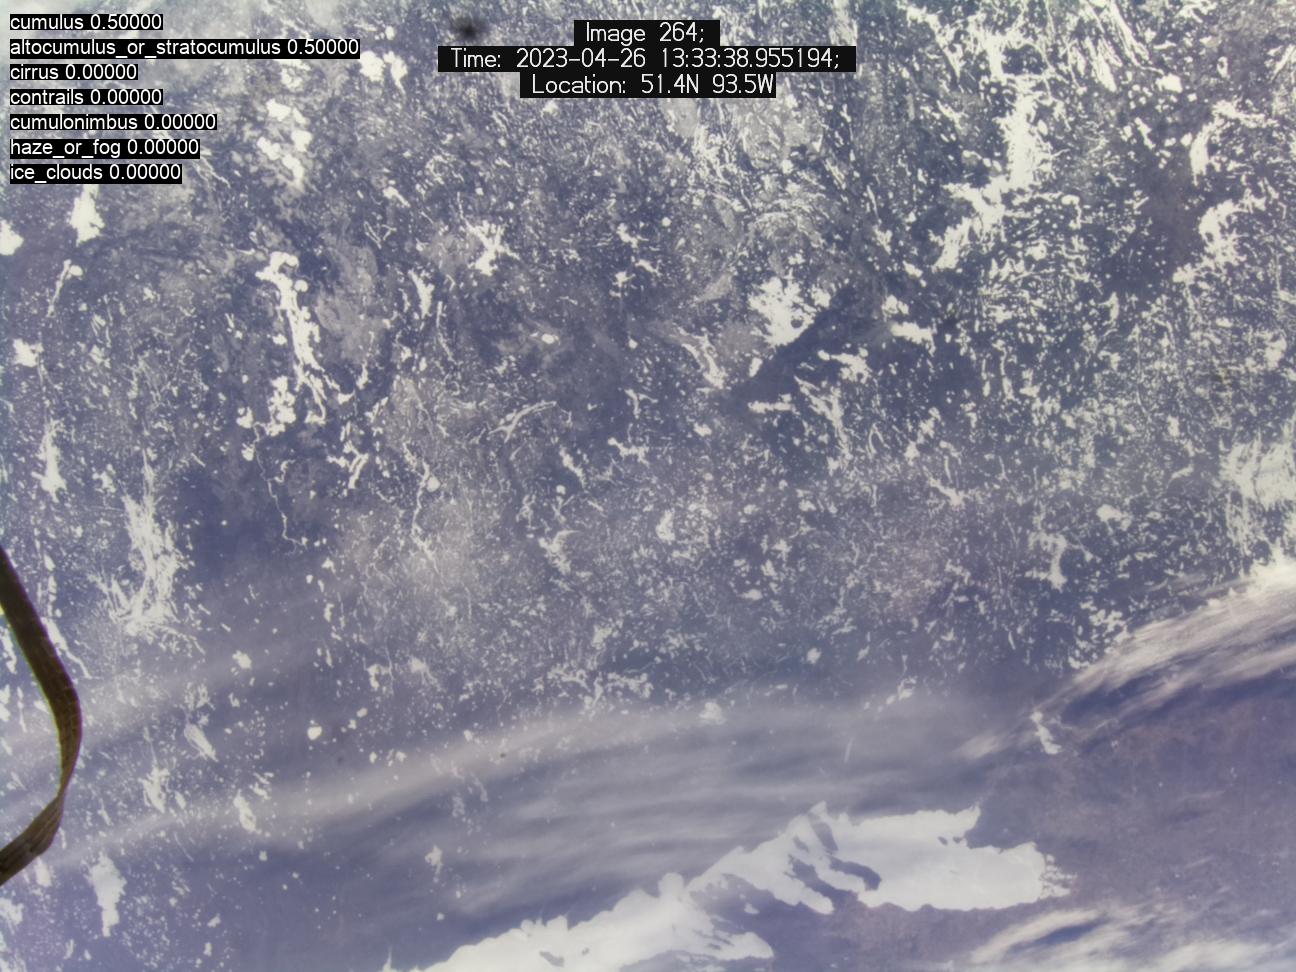 cumulus 0.50000
altocumulus_or_stratocumulus 0.50000
cirrus 0.00000
contrails 0.00000
cumulonimbus 0.00000
haze_or_fog 0.00000
ice_clouds 0.00000
Image 264;
Time: 2023-04-26 13:33:38.955194;
Location: 51.4N 93.5W